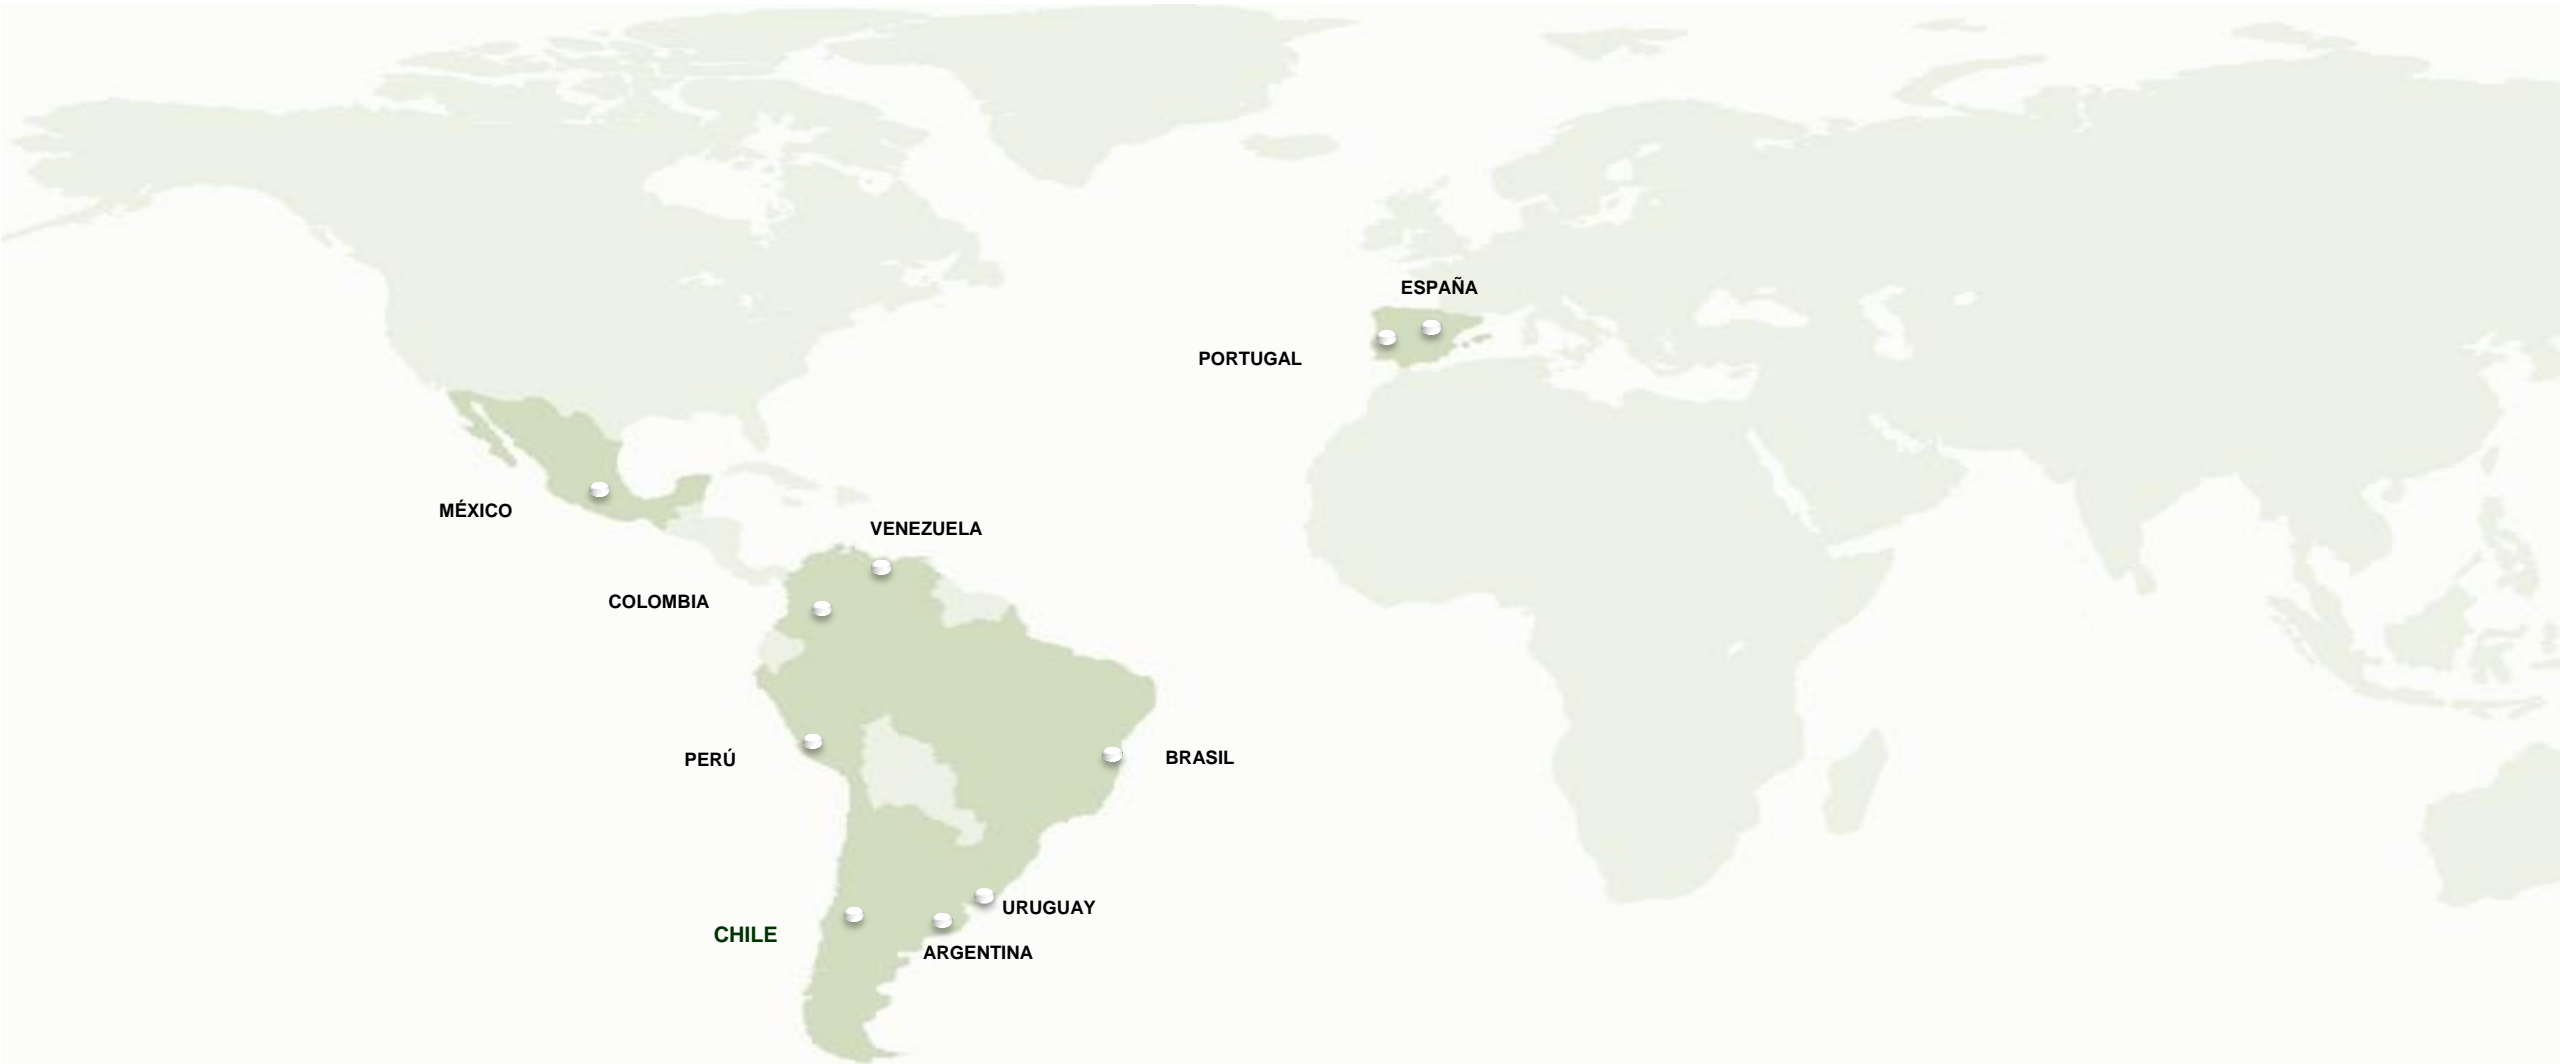 ESPAÑA
PORTUGAL
MÉXICO
VENEZUELA
COLOMBIA
PERÚ
BRASIL
URUGUAY
CHILE
ARGENTINA